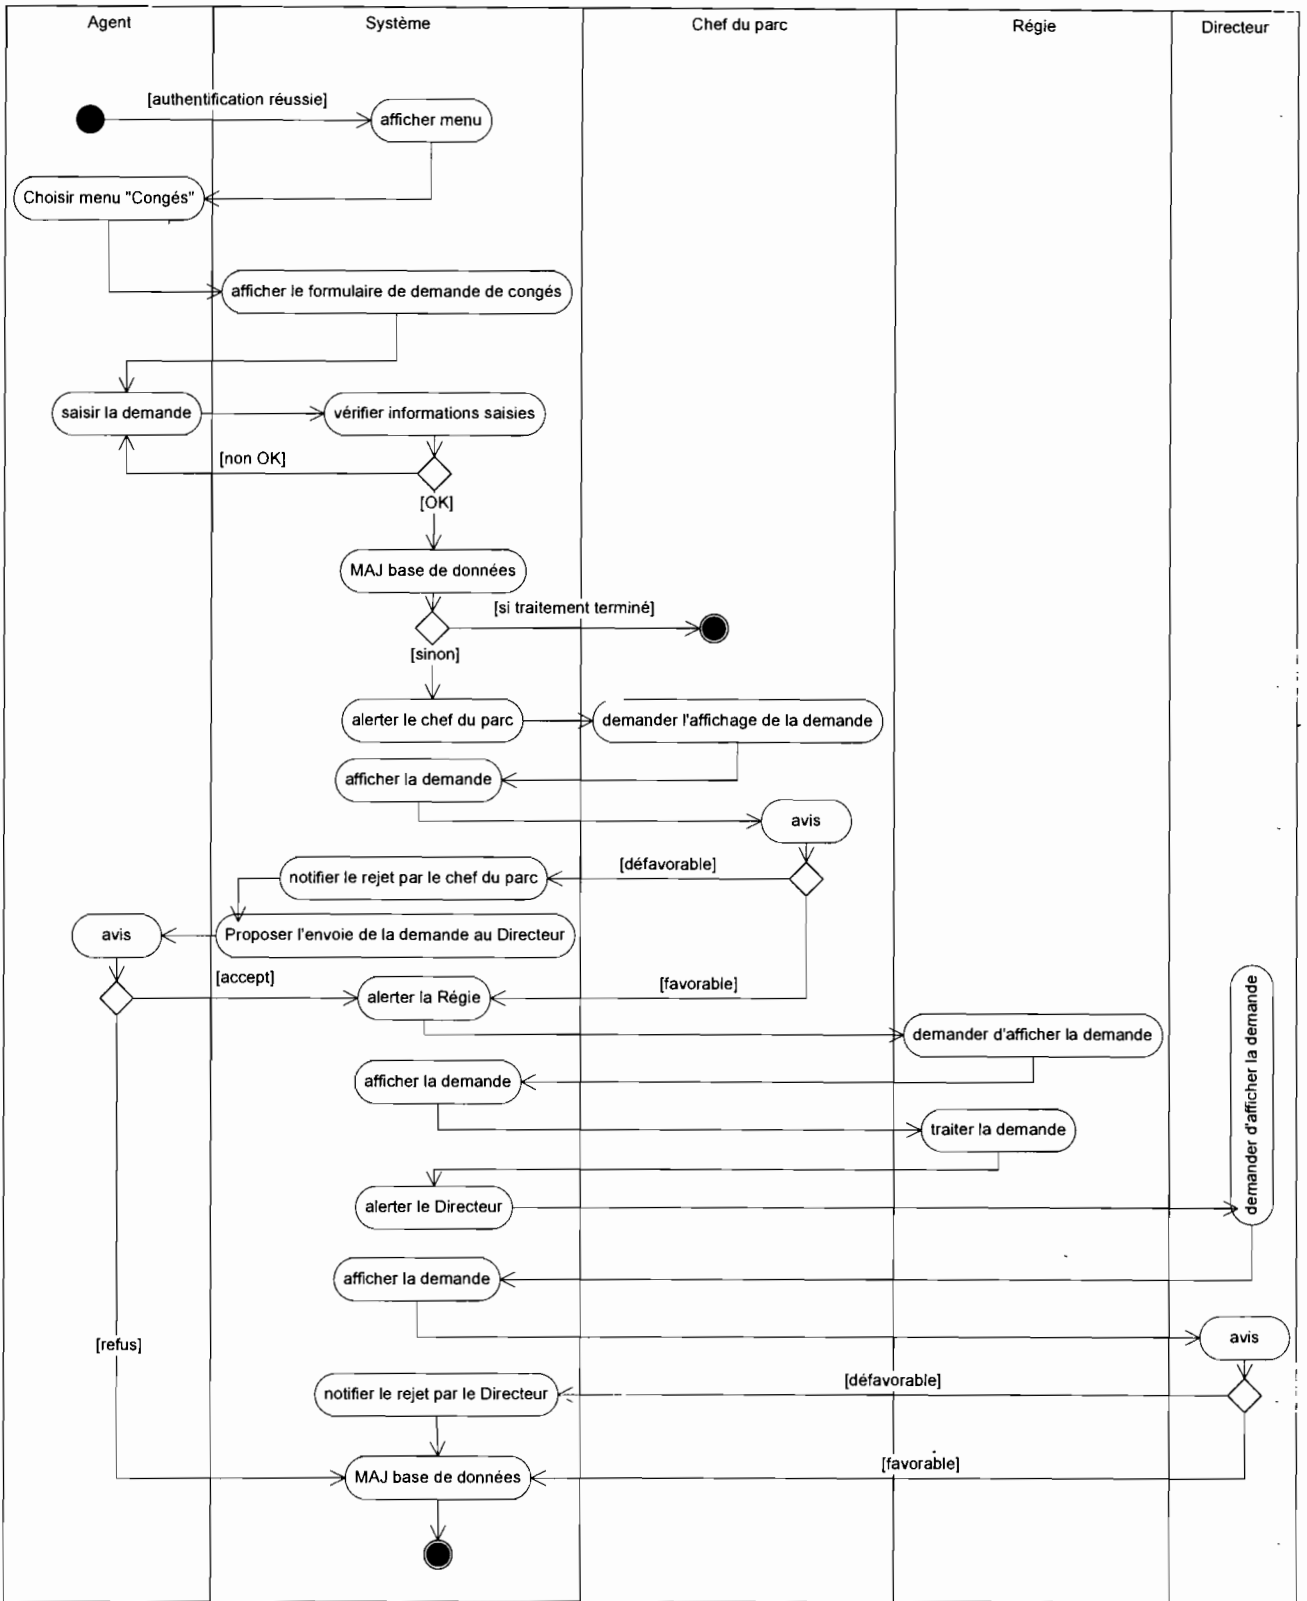 Agent
Système
Chef du parc
Régie
Directeur
[authentification réussie]
afficher menu
Choisir menu "Congés"
afficher le formulaire de demande de congés
saisir la demande
vérifier informations saisies
[non OK]
[OK]
MAJ base de données
[si traitement terminé]
[sinon]
alerter le chef du parc
demander l'affichage de la demande
afficher la demande
avis
[défavorable]
notifier le rejet par le chef du parc
avis
Proposer l'envoie de la demande au Directeur
[accept]
alerter la Régie
[favorable]
demander d'afficher la demande
demander d'afficher la demande
afficher la demande
traiter la demande
alerter le Directeur
afficher la demande
avis
[refus]
[défavorable]
notifier le rejet par le Directeur
[favorable]
MAJ base de données